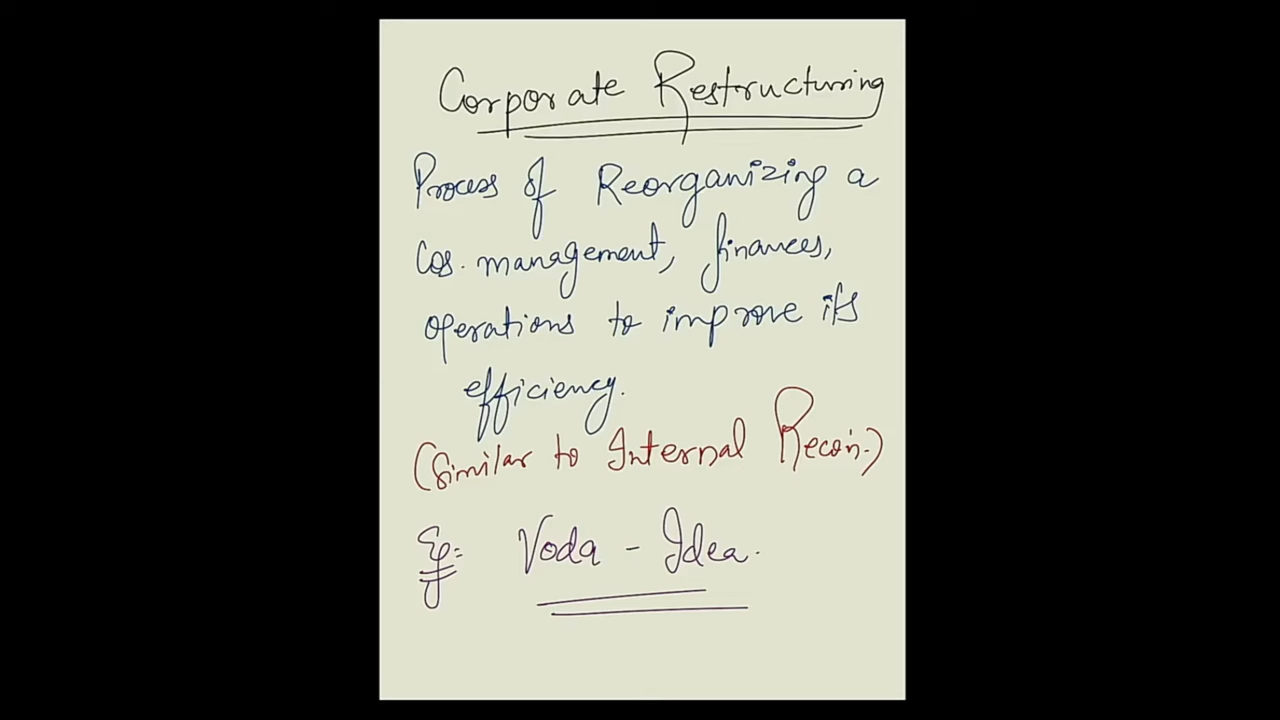 Corporate Restructuring
Process of Reorganizing a
Cos. management, finances,
operations to improve its
efficiency.
(Similar to Internal Recon.)
Eg:
Voda - Idea.